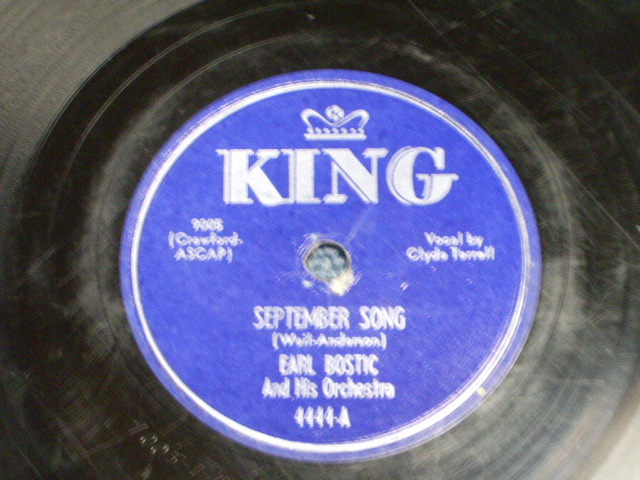 KING
9005
(Crawford-
ASCAP)
Vocal by
Clyde Terrell
SEPTEMBER SONG
(Weill-Anderson)
EARL BOSTIC
And His Orchestra
4444-A